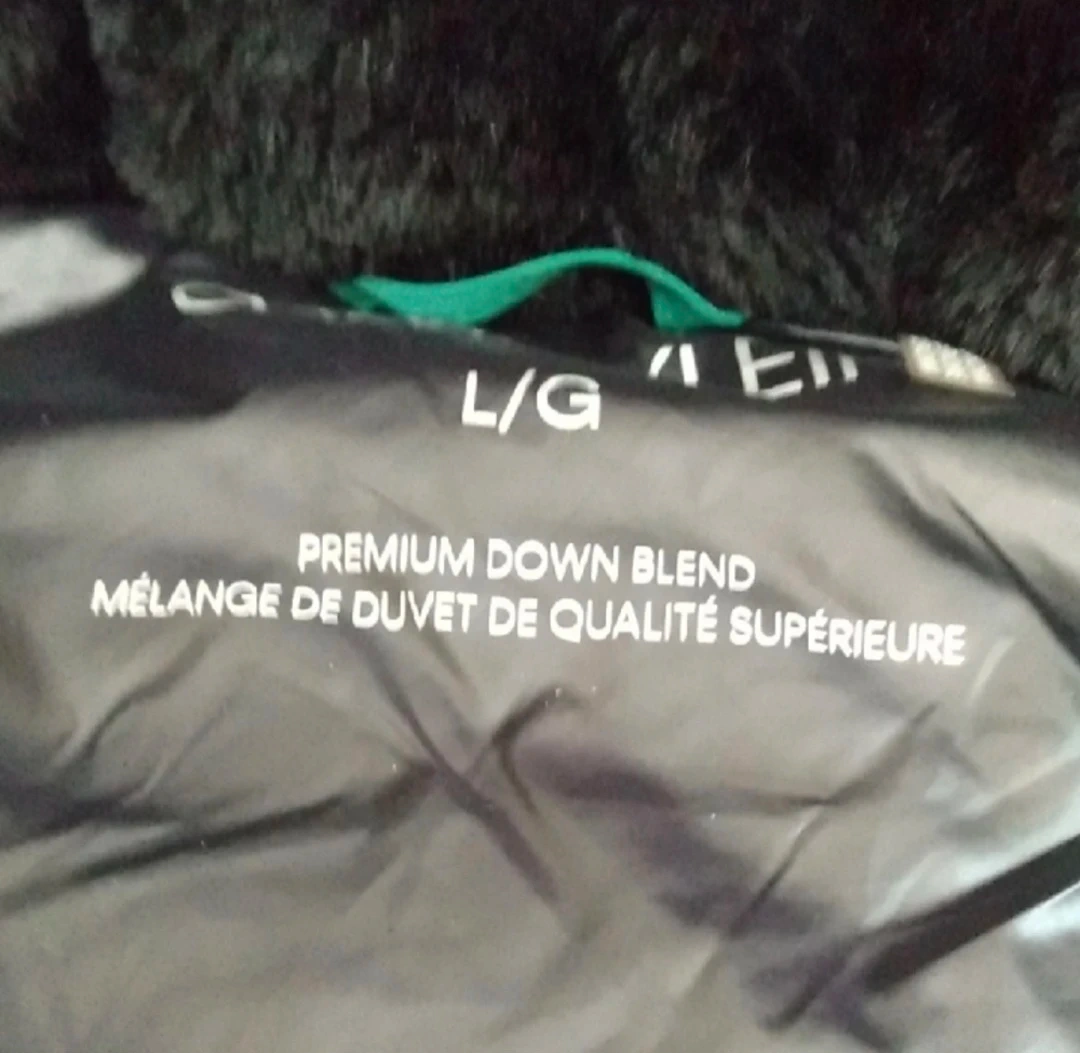 L/G
PREMIUM DOWN BLEND
MÉLANGE DE DUVET DE QUALITÉ SUPÉRIEURE